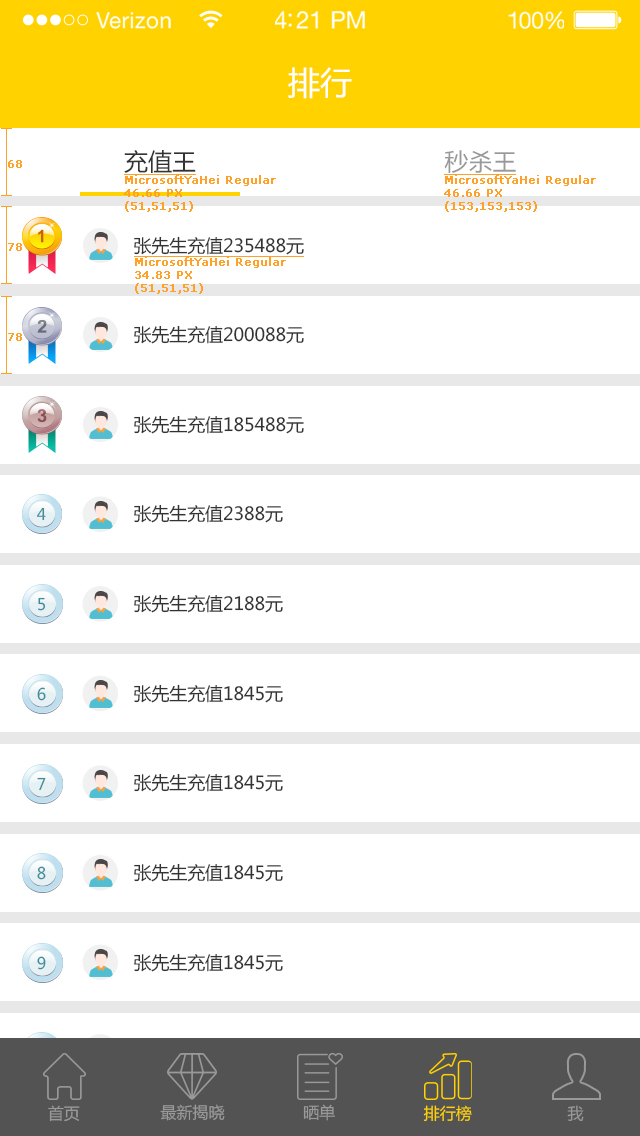 Verizon 4:21 PM 100%
排行
68
充值王 秒杀王
MicrosoftYaHei Regular MicrosoftYaHei Regular
46.66 PX 46.66 PX
(51,51,51) (153,153,153)
78 1 张先生充值235488元
MicrosoftYaHei Regular
34.83 PX
(51,51,51)
78 2 张先生充值200088元
3 张先生充值185488元
4 张先生充值2388元
5 张先生充值2188元
6 张先生充值1845元
7 张先生充值1845元
8 张先生充值1845元
9 张先生充值1845元
首页 最新揭晓 晒单 排行榜 我